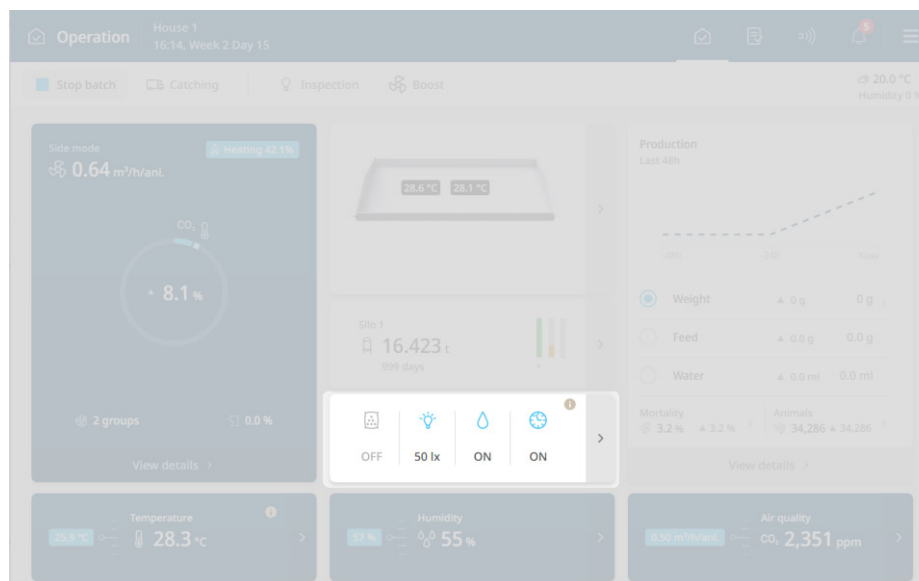 Operation
House 1
16:14, Week 2 Day 15
5
Stop batch
Catching
Inspection
Boost
20.0 °C
Humidity 0 %
Side mode
Heating 42.1%
0.64 m³/h/ani.
CO₂
8.1 %
2 groups
0.0 %
View details
28.6 °C 28.1 °C
Silo 1
16.423 t
999 days
OFF 50 lx ON ON
Production
Last 48h
-48h -24h Now
Weight 0 g 0 g
Feed 0.0 g 0.0 g
Water 0.0 ml 0.0 ml
Mortality
3.2 % 3.2 %
Animals
34,286 34,286
View details
Temperature
25.9 °C 28.3 °C
Humidity
57 % 55 %
Air quality
0.50 m³/h/ani. CO₂ 2,351 ppm